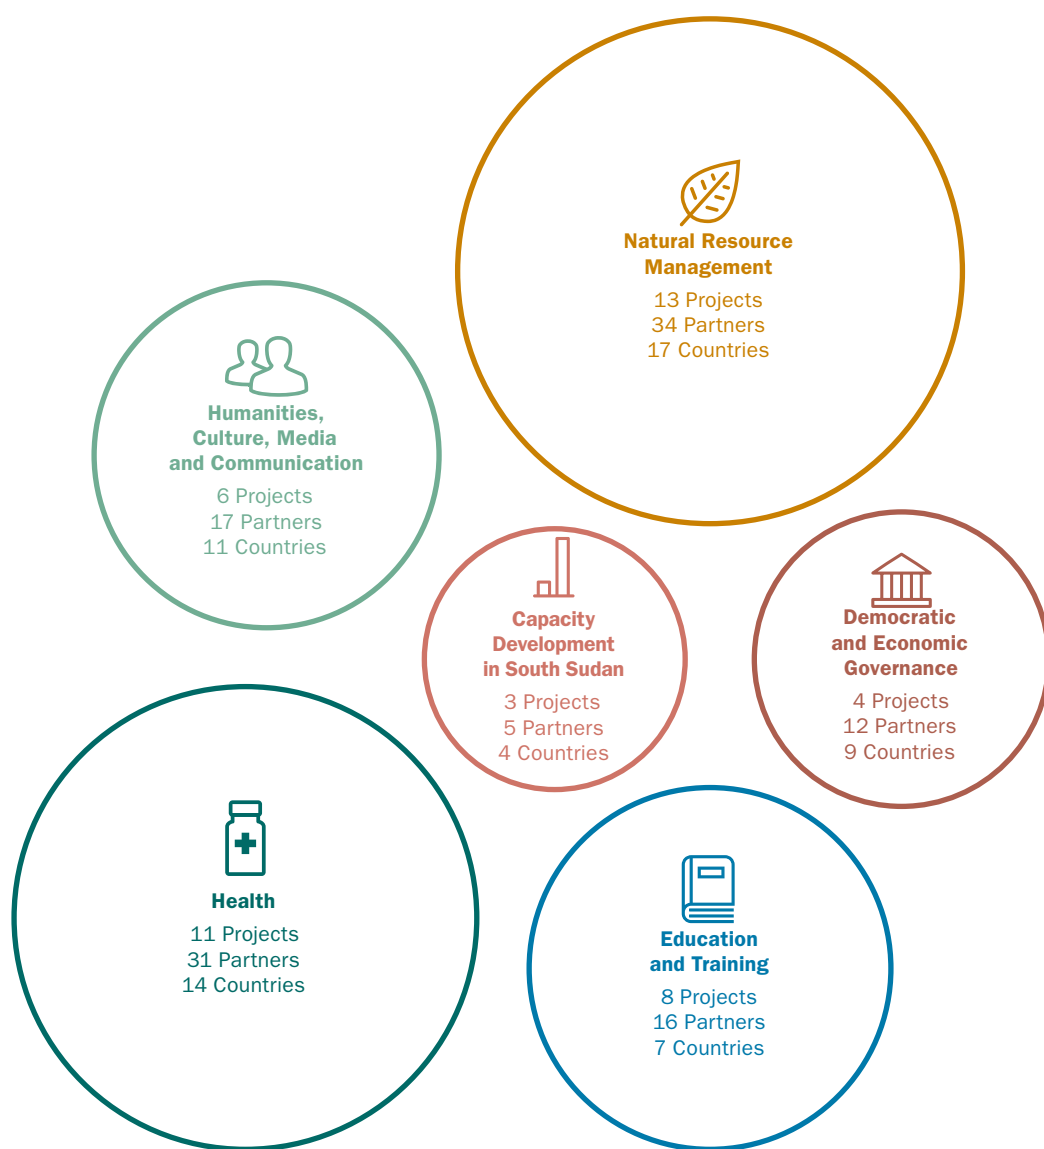 Natural Resource
Management
13 Projects
34 Partners
17 Countries
Humanities,
Culture, Media
and Communication
6 Projects
17 Partners
11 Countries
Capacity
Development
in South Sudan
3 Projects
5 Partners
4 Countries
Democratic
and Economic
Governance
4 Projects
12 Partners
9 Countries
Health
11 Projects
31 Partners
14 Countries
Education
and Training
8 Projects
16 Partners
7 Countries